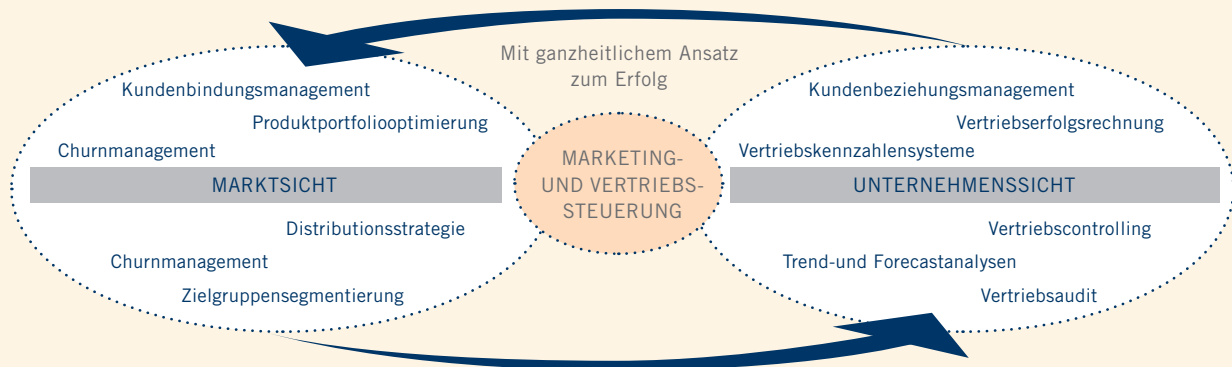 Mit ganzheitlichem Ansatz
zum Erfolg
Kundenbindungsmanagement
Produktportfoliooptimierung
Churnmanagement
MARKTSICHT
Distributionsstrategie
Churnmanagement
Zielgruppensegmentierung
MARKETING-
UND VERTRIEBS-
STEUERUNG
Kundenbeziehungsmanagement
Vertriebserfolgsrechnung
Vertriebskennzahlensysteme
UNTERNEHMENSSICHT
Vertriebscontrolling
Trend-und Forecastanalysen
Vertriebsaudit